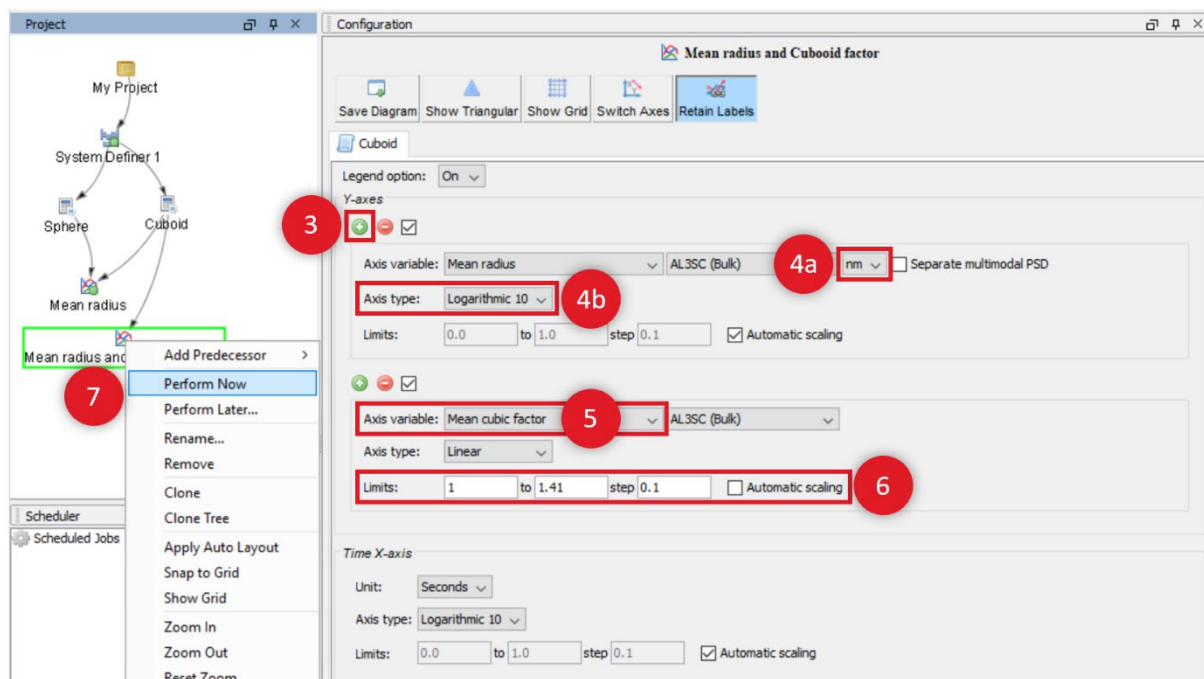 Project
My Project
System Definer 1
Sphere
Cuboid
Mean radius
Mean radius and
7
Add Predecessor >
Perform Now
Perform Later...
Rename...
Remove
Clone
Clone Tree
Apply Auto Layout
Snap to Grid
Show Grid
Zoom In
Zoom Out
Reset Zoom
Scheduler
Scheduled Jobs
Configuration
Mean radius and Cubooid factor
Save Diagram Show Triangular Show Grid Switch Axes Retain Labels
Cuboid
Legend option: On
Y-axes
3
Axis variable: Mean radius AL3SC (Bulk) 4a nm Separate multimodal PSD
Axis type: Logarithmic 10 4b
Limits: 0.0 to 1.0 step 0.1 Automatic scaling
Axis variable: Mean cubic factor 5 AL3SC (Bulk)
Axis type: Linear
Limits: 1 to 1.41 step 0.1 Automatic scaling 6
Time X-axis
Unit: Seconds
Axis type: Logarithmic 10
Limits: 0.0 to 1.0 step 0.1 Automatic scaling